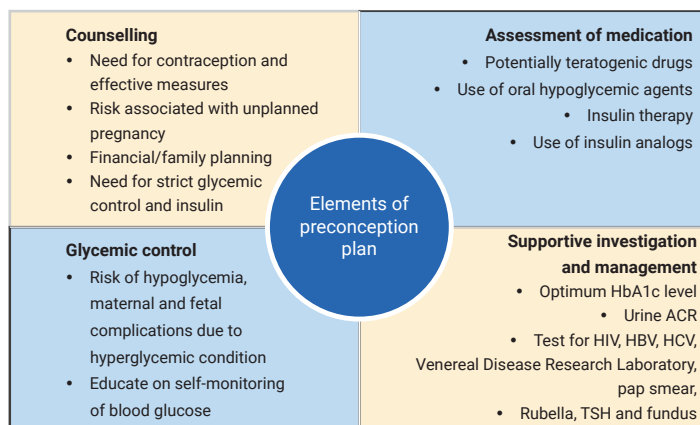 Counselling
• Need for contraception and
effective measures
• Risk associated with unplanned
pregnancy
• Financial/family planning
• Need for strict glycemic
control and insulin
Assessment of medication
• Potentially teratogenic drugs
• Use of oral hypoglycemic agents
• Insulin therapy
• Use of insulin analogs
Elements of
preconception
plan
Glycemic control
• Risk of hypoglycemia,
maternal and fetal
complications due to
hyperglycemic condition
• Educate on self-monitoring
of blood glucose
Supportive investigation
and management
• Optimum HbA1c level
• Urine ACR
• Test for HIV, HBV, HCV,
Venereal Disease Research Laboratory,
pap smear,
• Rubella, TSH and fundus